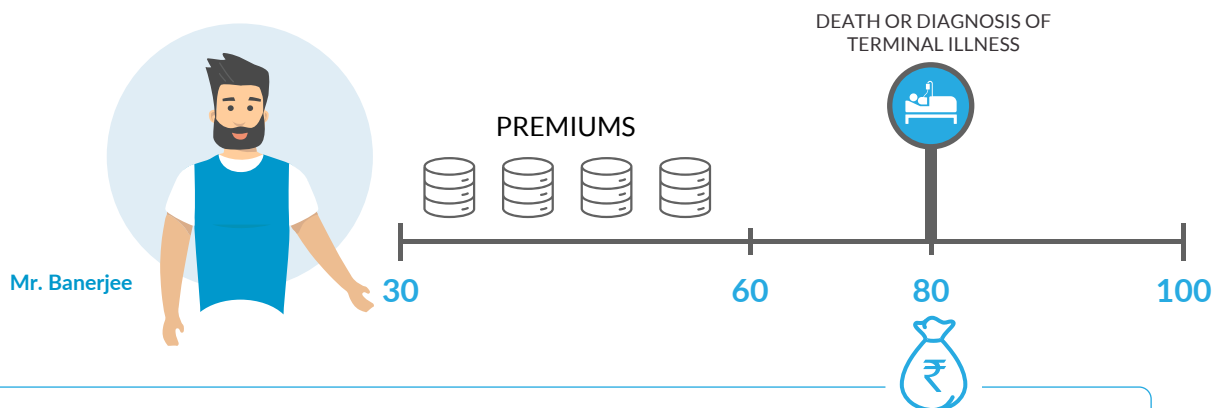 DEATH OR DIAGNOSIS OF
TERMINAL ILLNESS
PREMIUMS
Mr. Banerjee
30
60
80
100
₹